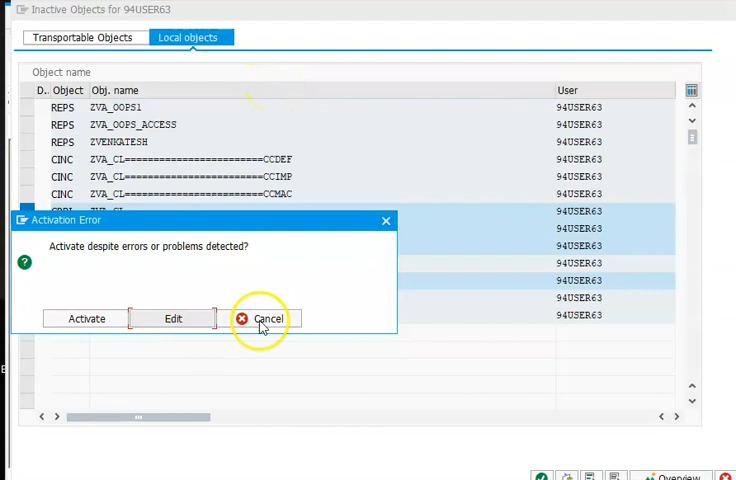 Inactive Objects for 94USER63
Transportable Objects Local objects
Object name
D.. Object Obj. name User
REPS ZVA_OOPS1 94USER63
REPS ZVA_OOPS_ACCESS 94USER63
REPS ZVENKATESH 94USER63
CINC ZVA_CL=========================CCDEF 94USER63
CINC ZVA_CL=========================CCIMP 94USER63
CINC ZVA_CL=========================CCMAC 94USER63
94USER63
Activation Error 94USER63
Activate despite errors or problems detected? 94USER63
94USER63
94USER63
94USER63
Activate Edit Cancel 94USER63
Overview